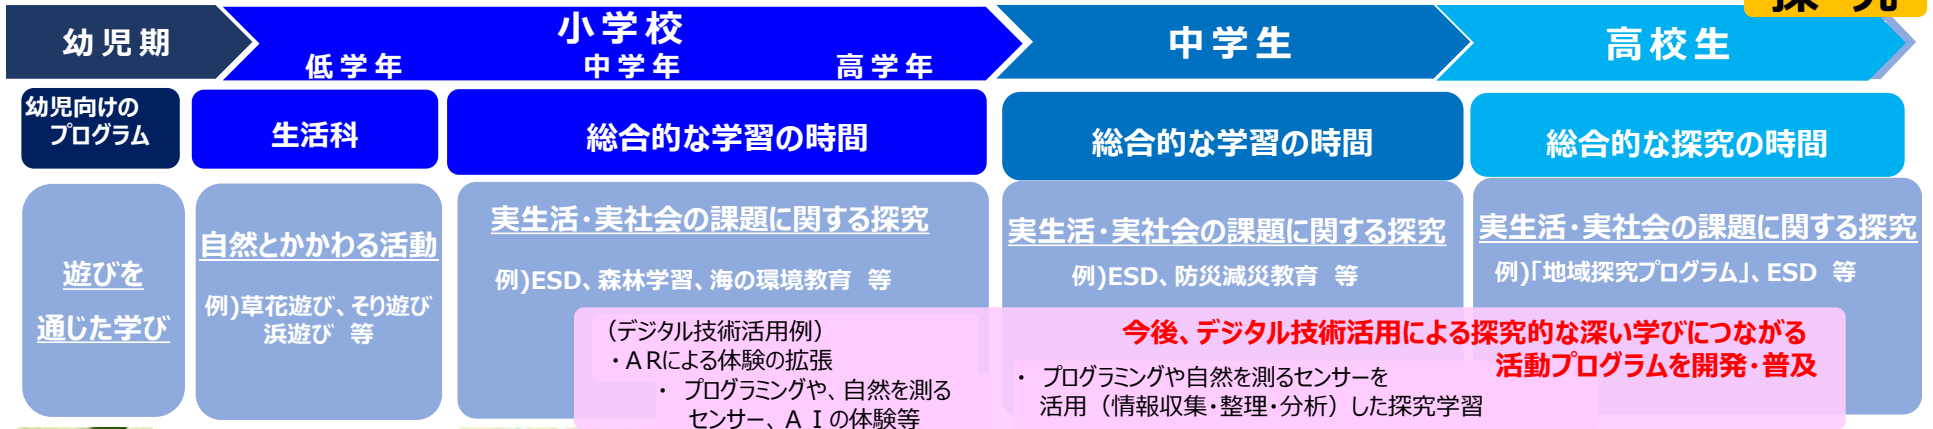 探 究
幼児期
小学校
低学年
中学年
高学年
中学生
高校生
幼児向けの
プログラム
生活科
総合的な学習の時間
総合的な学習の時間
総合的な探究の時間
遊びを
通じた学び
自然とかかわる活動
例)草花遊び、そり遊び
浜遊び 等
実生活・実社会の課題に関する探究
例)ESD、森林学習、海の環境教育 等
（デジタル技術活用例）
・ARによる体験の拡張
・ プログラミングや、自然を測る
センサー、AIの体験等
実生活・実社会の課題に関する探究
例)ESD、防災減災教育 等
実生活・実社会の課題に関する探究
例)「地域探究プログラム」、ESD 等
今後、デジタル技術活用による探究的な深い学びにつながる
活動プログラムを開発・普及
・ プログラミングや自然を測るセンサーを
活用（情報収集・整理・分析）した探究学習